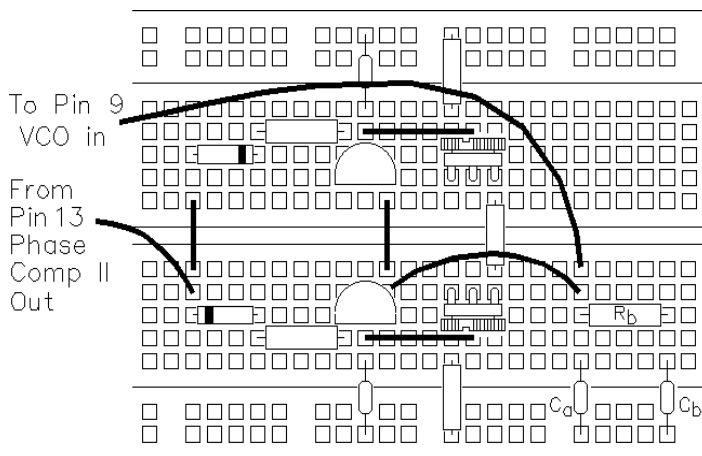 To Pin 9
VCO in
From
Pin 13
Phase
Comp II
Out
Rb
Ca
Cb